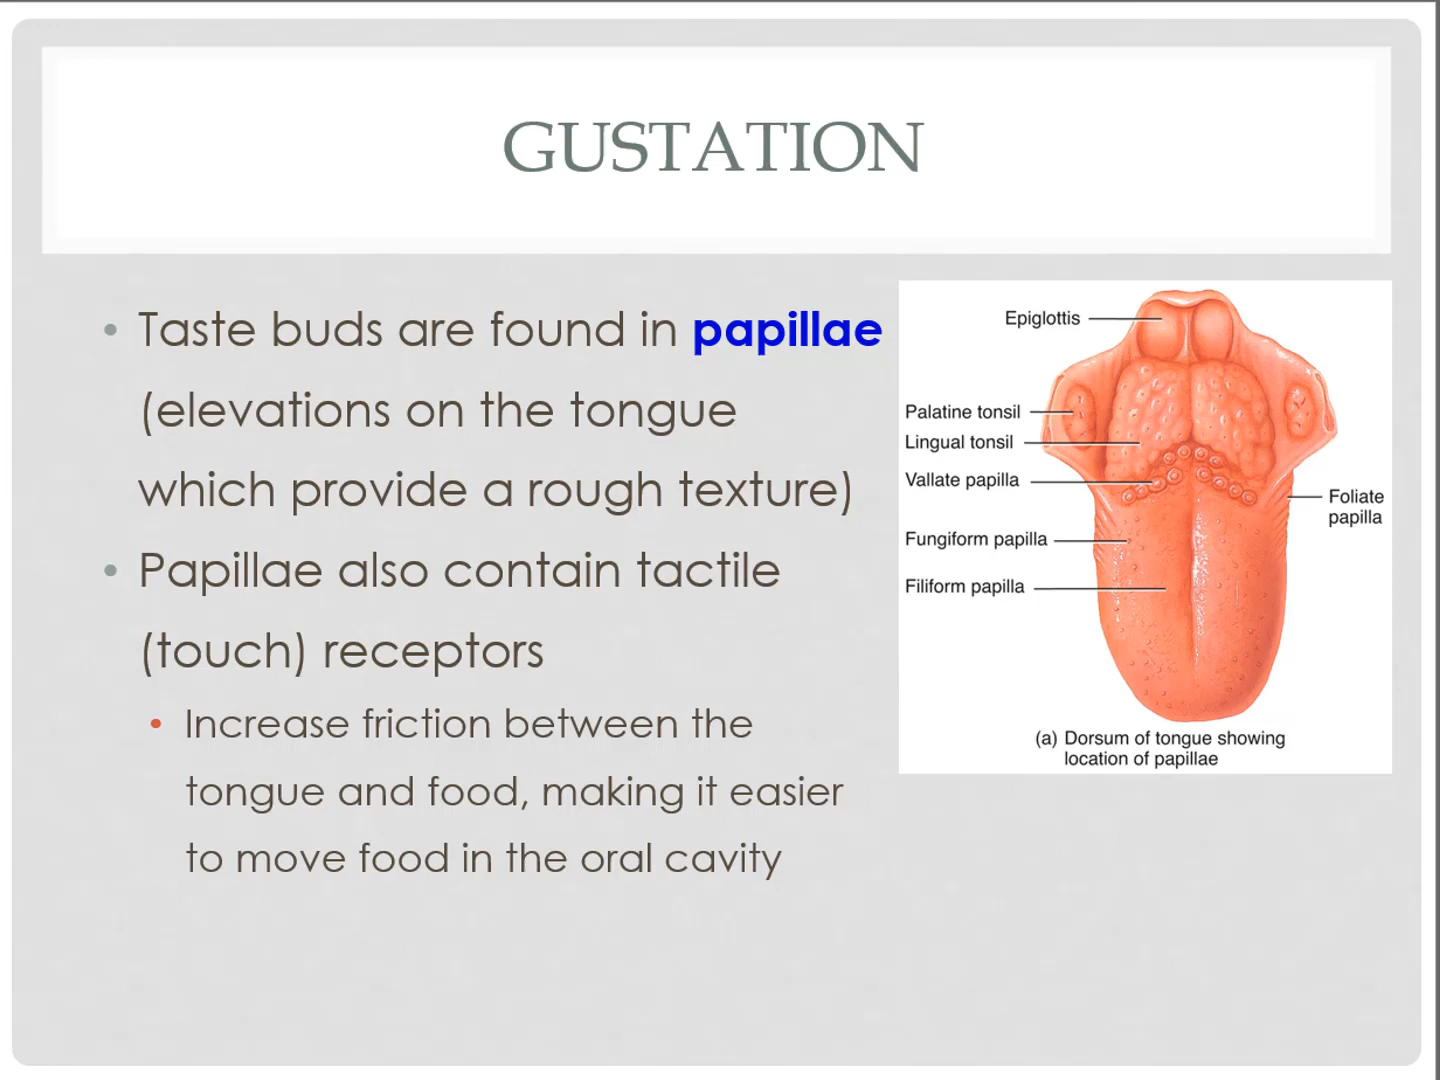 GUSTATION
• Taste buds are found in papillae
(elevations on the tongue
which provide a rough texture)
• Papillae also contain tactile
(touch) receptors
• Increase friction between the
tongue and food, making it easier
to move food in the oral cavity
Epiglottis
Palatine tonsil
Lingual tonsil
Vallate papilla
Fungiform papilla
Filiform papilla
Foliate
papilla
(a) Dorsum of tongue showing
location of papillae